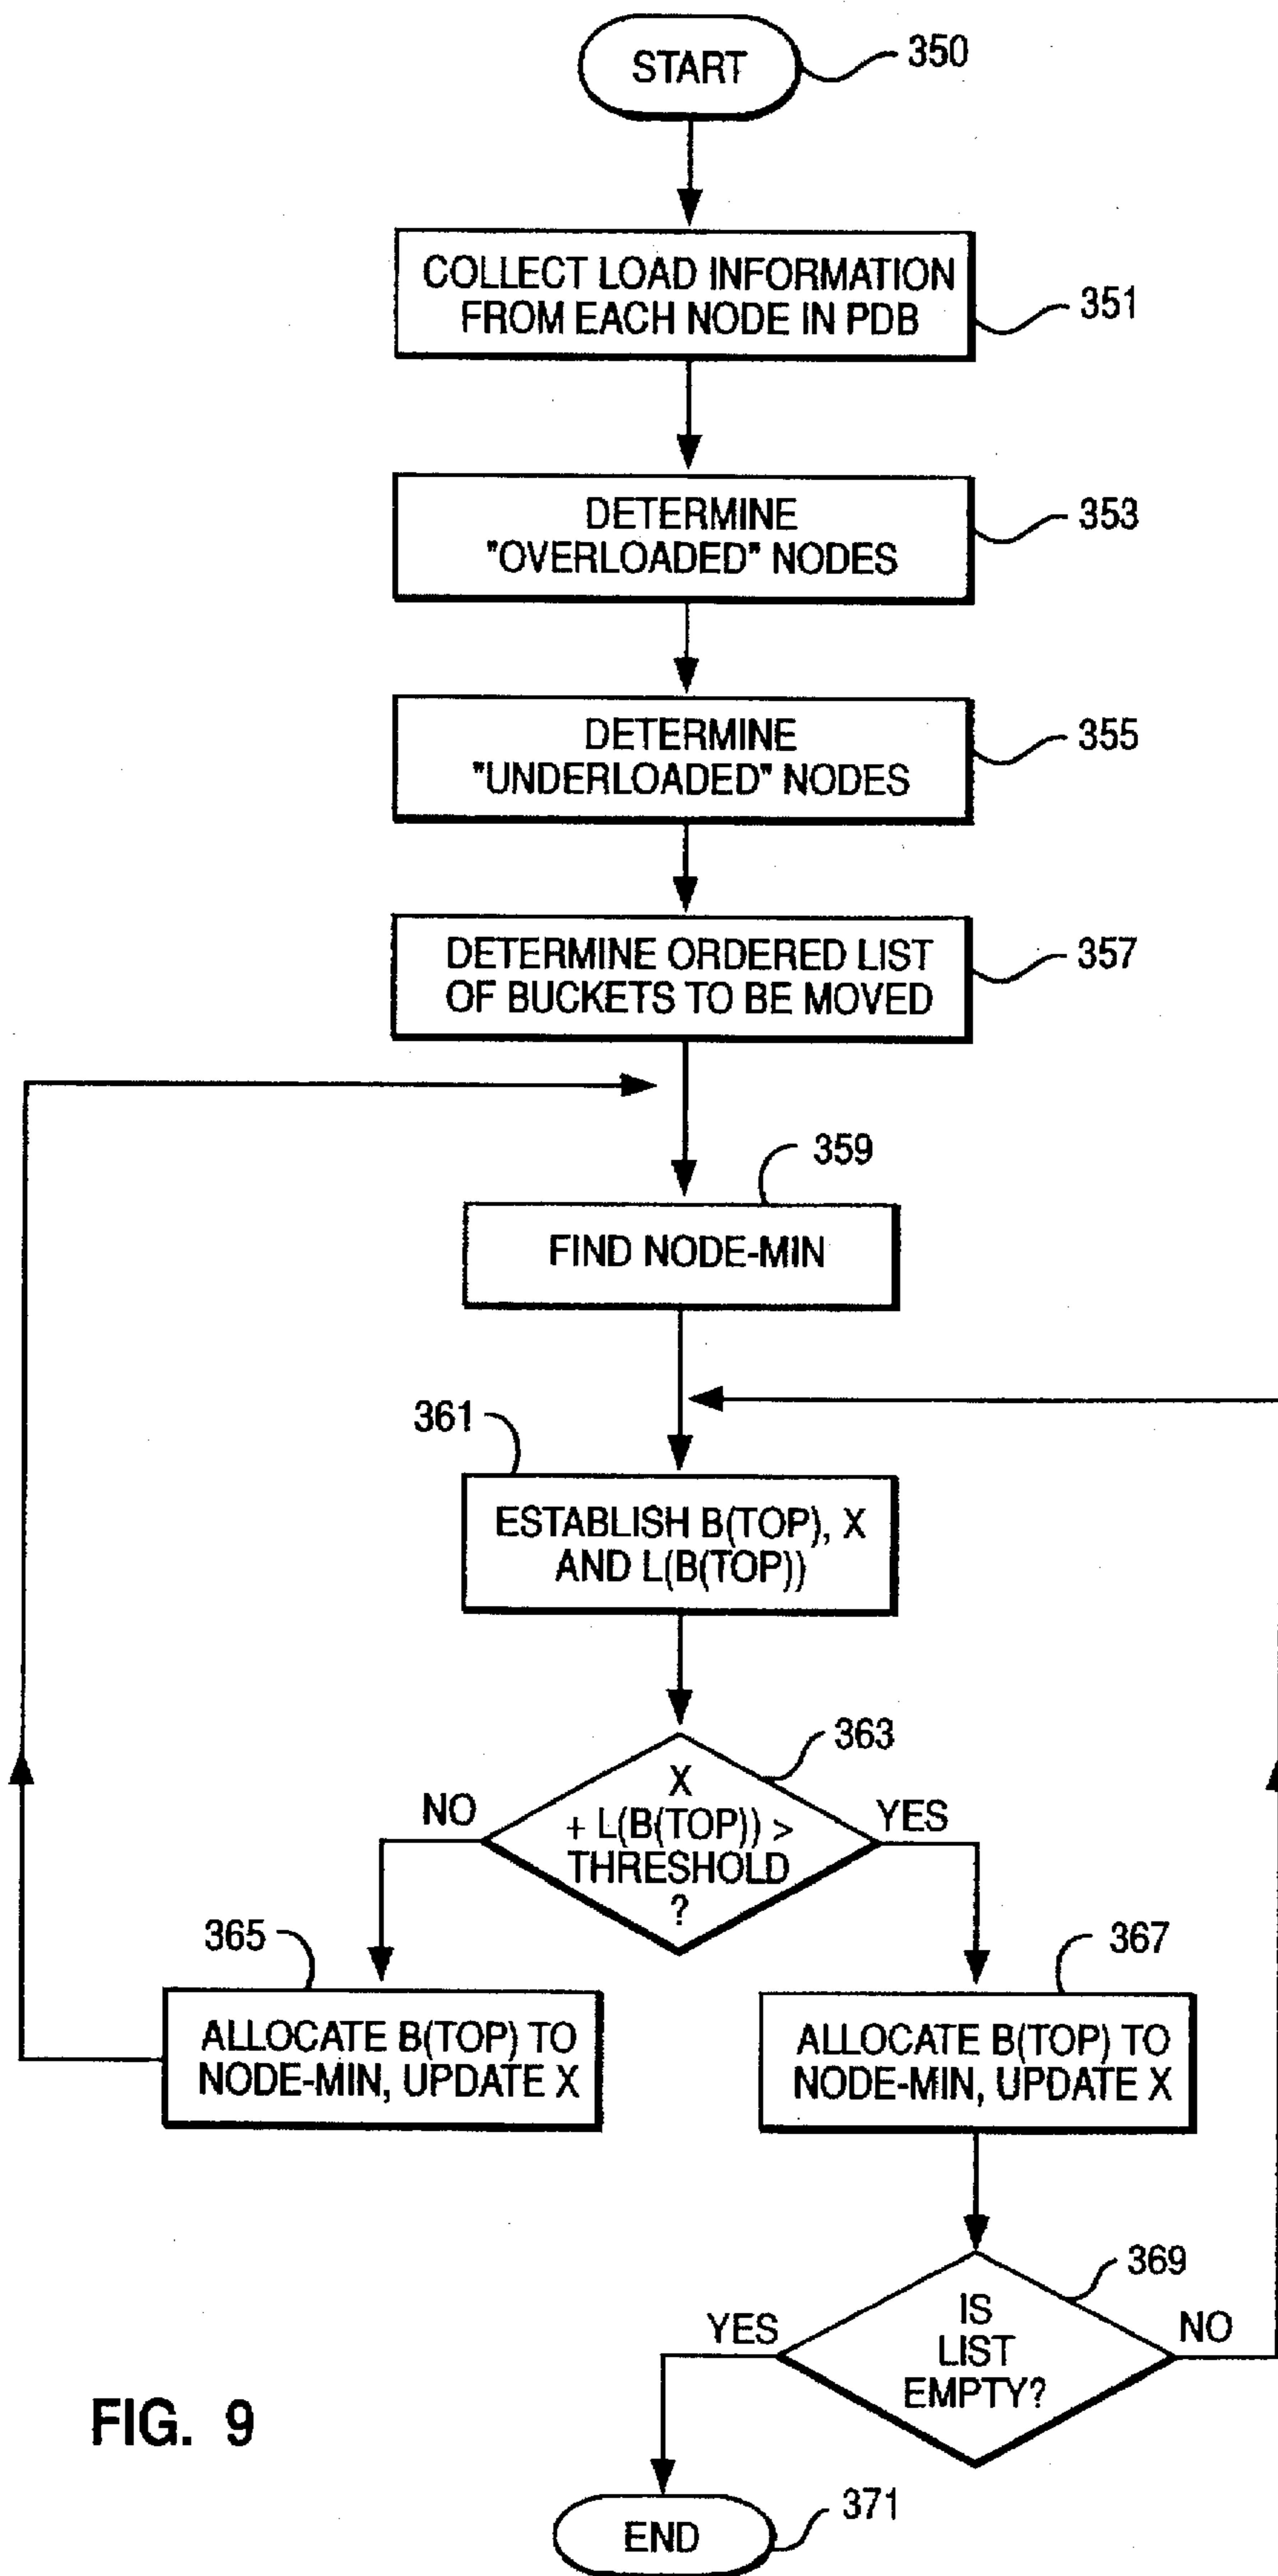 START
350
COLLECT LOAD INFORMATION
FROM EACH NODE IN PDB
351
DETERMINE
"OVERLOADED" NODES
353
DETERMINE
"UNDERLOADED" NODES
355
DETERMINE ORDERED LIST
OF BUCKETS TO BE MOVED
357
359
FIND NODE-MIN
361
ESTABLISH B(TOP), X
AND L(B(TOP))
363
X
+ L(B(TOP)) >
THRESHOLD
?
NO
YES
365
ALLOCATE B(TOP) TO
NODE-MIN, UPDATE X
367
ALLOCATE B(TOP) TO
NODE-MIN, UPDATE X
369
IS
LIST
EMPTY?
YES
NO
FIG. 9
END
371